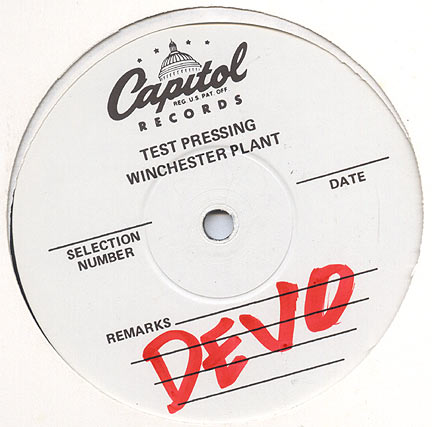 Capitol
REG. U.S. PAT. OFF.
RECORDS
TEST PRESSING
WINCHESTER PLANT
SELECTION
NUMBER
DATE
REMARKS
DEVO